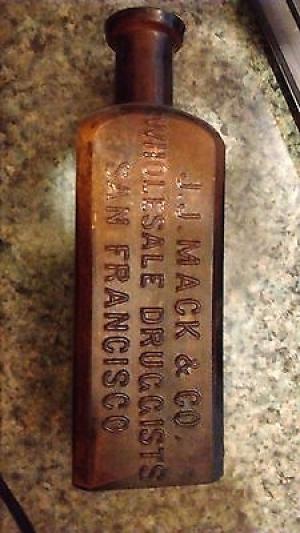 J.J. MACK & CO.
WHOLESALE DRUGGISTS
SAN FRANCISCO